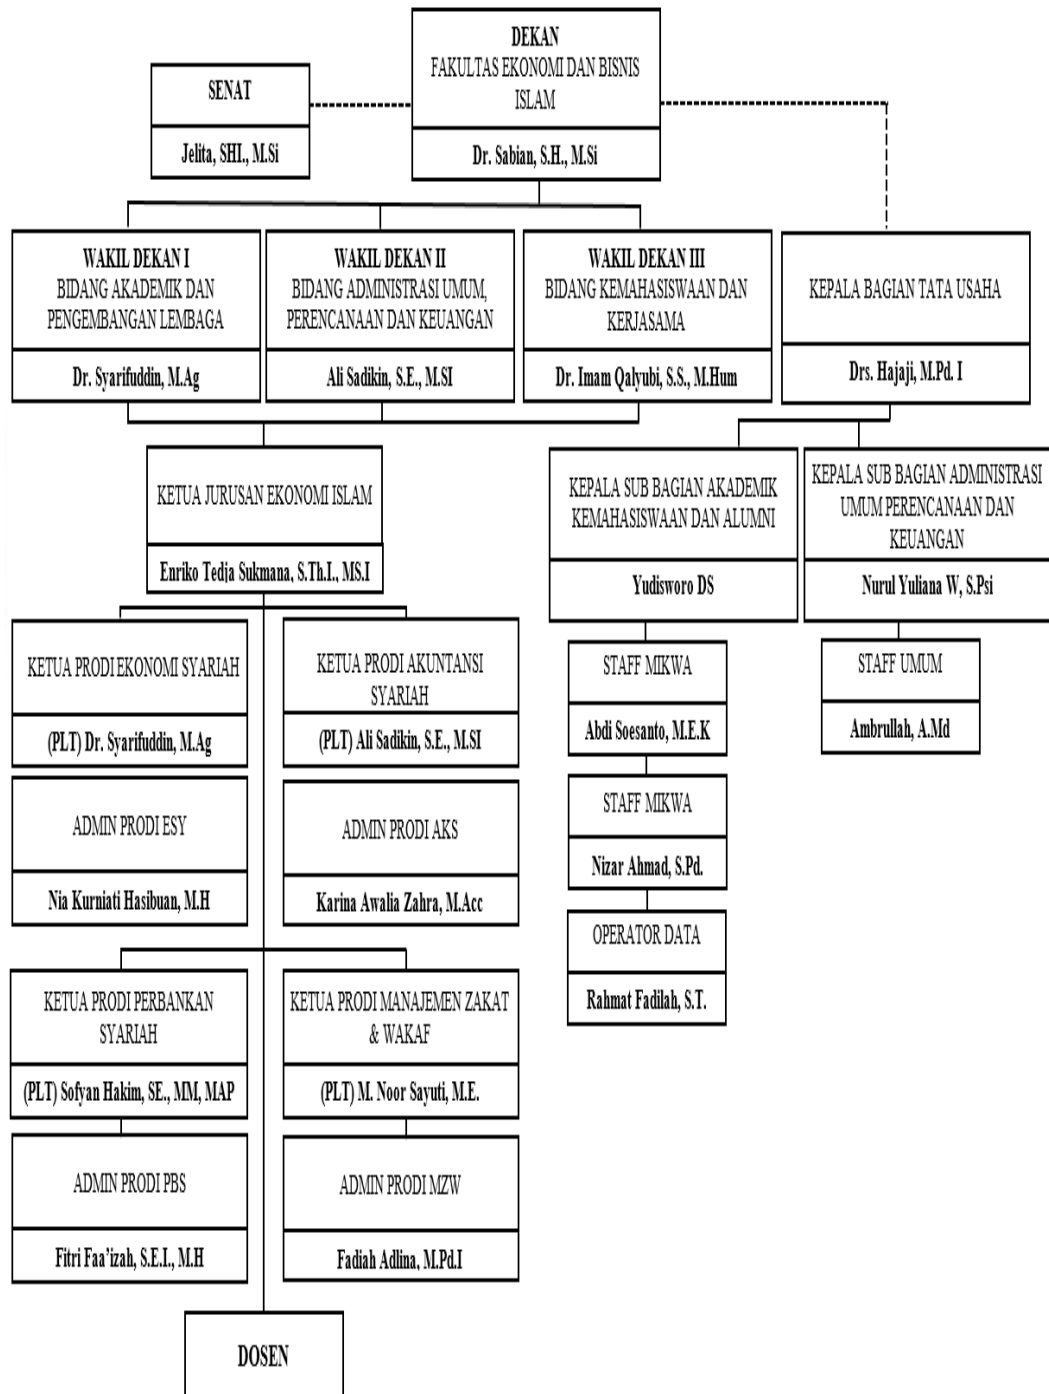 DEKAN
FAKULTAS EKONOMI DAN BISNIS
ISLAM
Dr. Sabian, S.H., M.Si
SENAT
Jelita, SHI., M.Si
WAKIL DEKAN I
BIDANG AKADEMIK DAN
PENGEMBANGAN LEMBAGA
Dr. Syarifuddin, M.Ag
WAKIL DEKAN II
BIDANG ADMINISTRASI UMUM,
PERENCANAAN DAN KEUANGAN
Ali Sadikin, S.E., M.SI
WAKIL DEKAN III
BIDANG KEMAHASISWAAN DAN
KERJASAMA
Dr. Imam Qalyubi, S.S., M.Hum
KEPALA BAGIAN TATA USAHA
Drs. Hajaji, M.Pd. I
KETUA JURUSAN EKONOMI ISLAM
Enriko Tedja Sukmana, S.Th.I., MS.I
KEPALA SUB BAGIAN AKADEMIK
KEMAHASISWAAN DAN ALUMNI
Yudisworo DS
KEPALA SUB BAGIAN ADMINISTRASI
UMUM PERENCANAAN DAN
KEUANGAN
Nurul Yuliana W, S.Psi
KETUA PRODI EKONOMI SYARIAH
(PLT) Dr. Syarifuddin, M.Ag
KETUA PRODI AKUNTANSI
SYARIAH
(PLT) Ali Sadikin, S.E., M.SI
STAFF MIKWA
Abdi Soesanto, M.E.K
STAFF UMUM
Ambrullah, A.Md
ADMIN PRODI ESY
Nia Kurniati Hasibuan, M.H
ADMIN PRODI AKS
Karina Awalia Zahra, M.Acc
STAFF MIKWA
Nizar Ahmad, S.Pd.
OPERATOR DATA
Rahmat Fadilah, S.T.
KETUA PRODI PERBANKAN
SYARIAH
(PLT) Sofyan Hakim, SE., MM, MAP
KETUA PRODI MANAJEMEN ZAKAT
& WAKAF
(PLT) M. Noor Sayuti, M.E.
ADMIN PRODI PBS
Fitri Faa’izah, S.E.I., M.H
ADMIN PRODI MZW
Fadiah Adlina, M.Pd.I
DOSEN